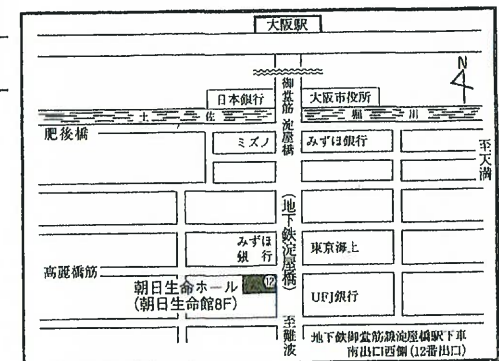 大阪駅
N
御堂筋
淀屋橋
日本銀行
大阪市役所
土佐堀川
肥後橋
ミズノ
みずほ銀行
至天満
(地下鉄淀屋橋)
みずほ
銀行
東京海上
高麗橋筋
朝日生命ホール
(朝日生命館8F)
⑫
UFJ銀行
至難波
地下鉄御堂筋線淀屋橋駅下車
南出口西側(12番出口)